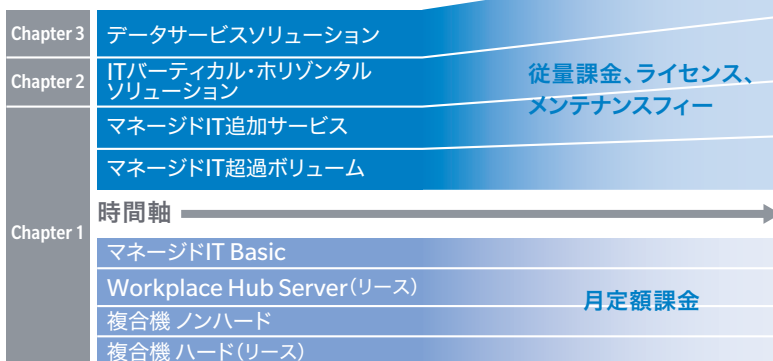 Chapter 3
データサービスソリューション
Chapter 2
ITバーティカル・ホリゾンタル
ソリューション
従量課金、ライセンス、
メンテナンスフィー
マネージドIT追加サービス
マネージドIT超過ボリューム
Chapter 1
時間軸
マネージドIT Basic
Workplace Hub Server(リース)
月定額課金
複合機 ノンハード
複合機 ハード(リース)